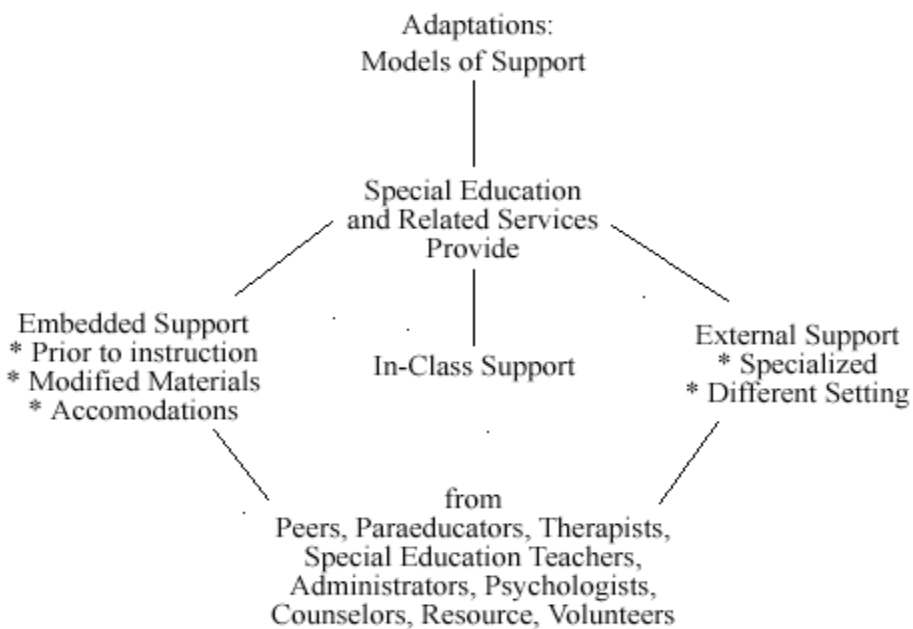 Adaptations:
Models of Support
Special Education
and Related Services
Provide
Embedded Support
* Prior to instruction
* Modified Materials
* Accomodations
In-Class Support
External Support
* Specialized
* Different Setting
from
Peers, Paraeducators, Therapists,
Special Education Teachers,
Administrators, Psychologists,
Counselors, Resource, Volunteers